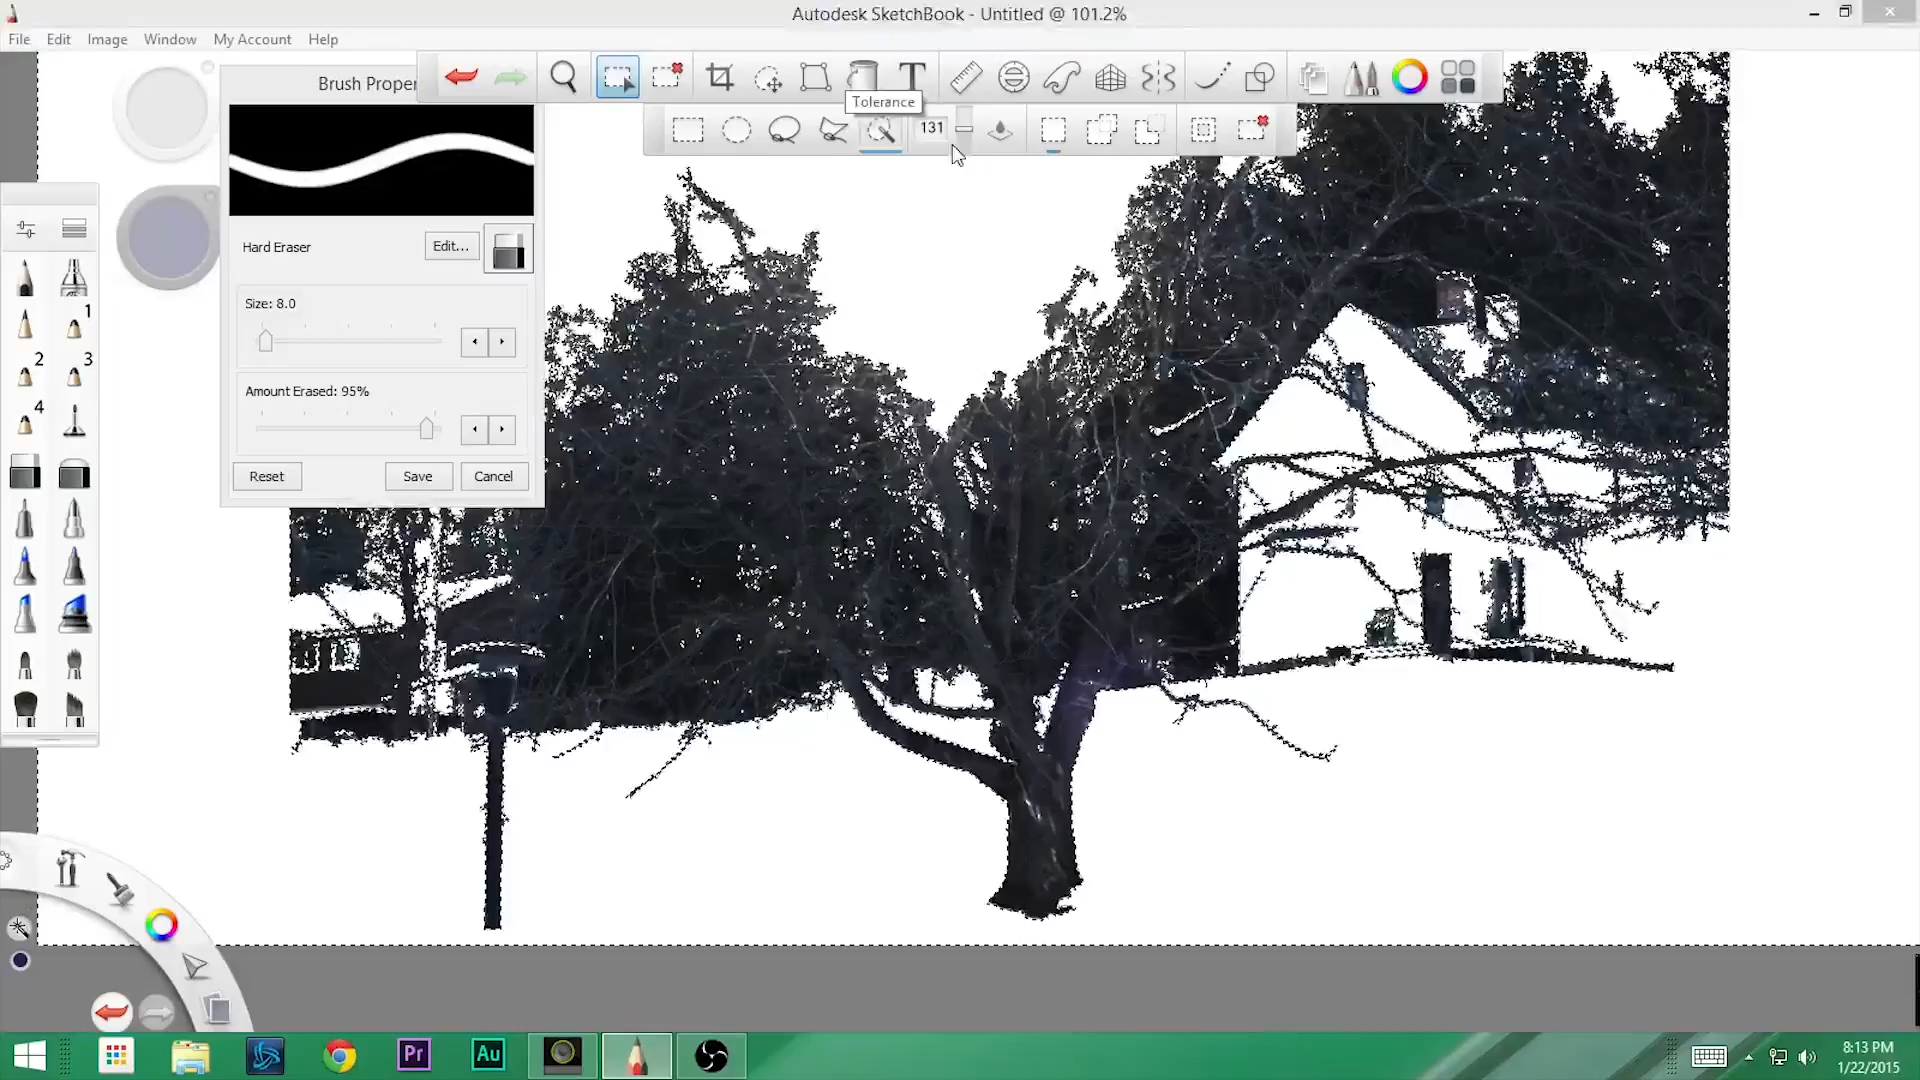 Autodesk SketchBook - Untitled @ 101.2%
File Edit Image Window My Account Help
Brush Proper
T
Tolerance
131
Hard Eraser
Edit...
Size: 8.0
1
2
3
Amount Erased: 95%
4
Reset
Save
Cancel
Pr
Au
8:13 PM
1/22/2015